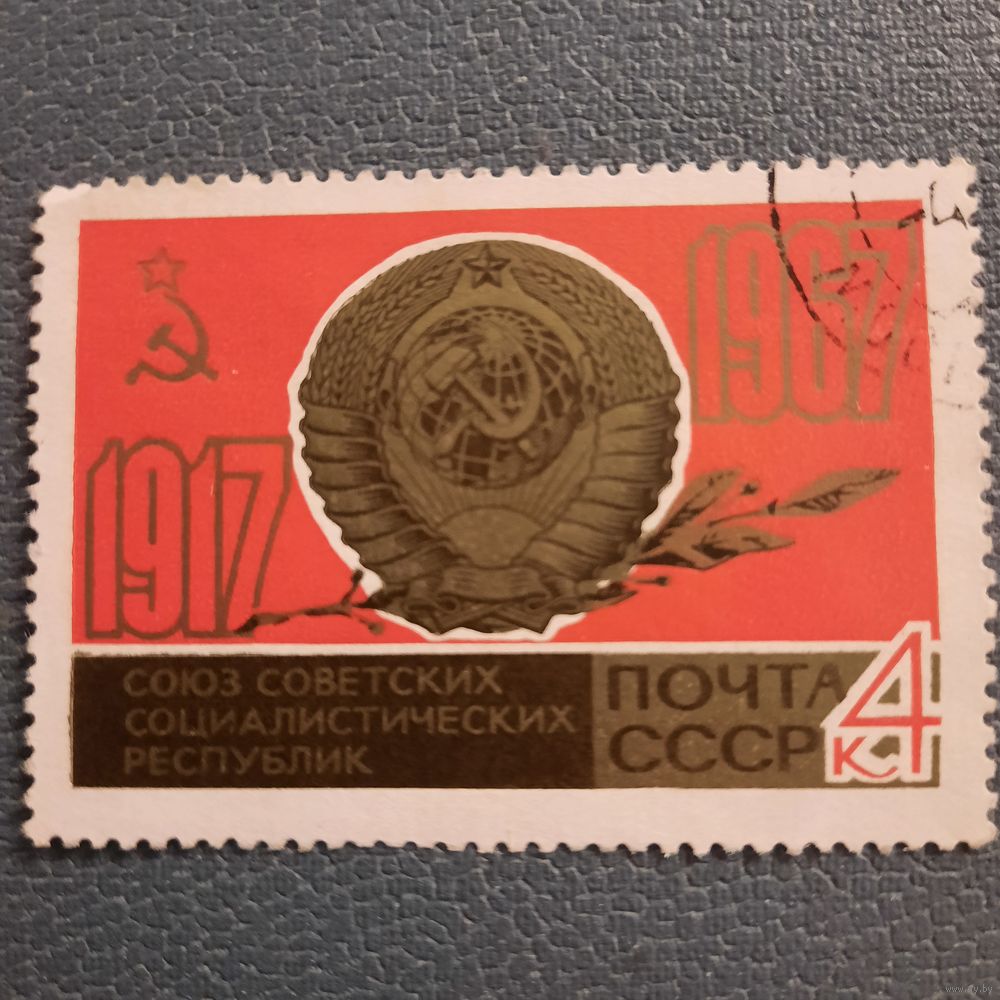 1967
1917
СОЮЗ СОВЕТСКИХ
СОЦИАЛИСТИЧЕСКИХ
РЕСПУБЛИК
ПОЧТА
СССР
4
к